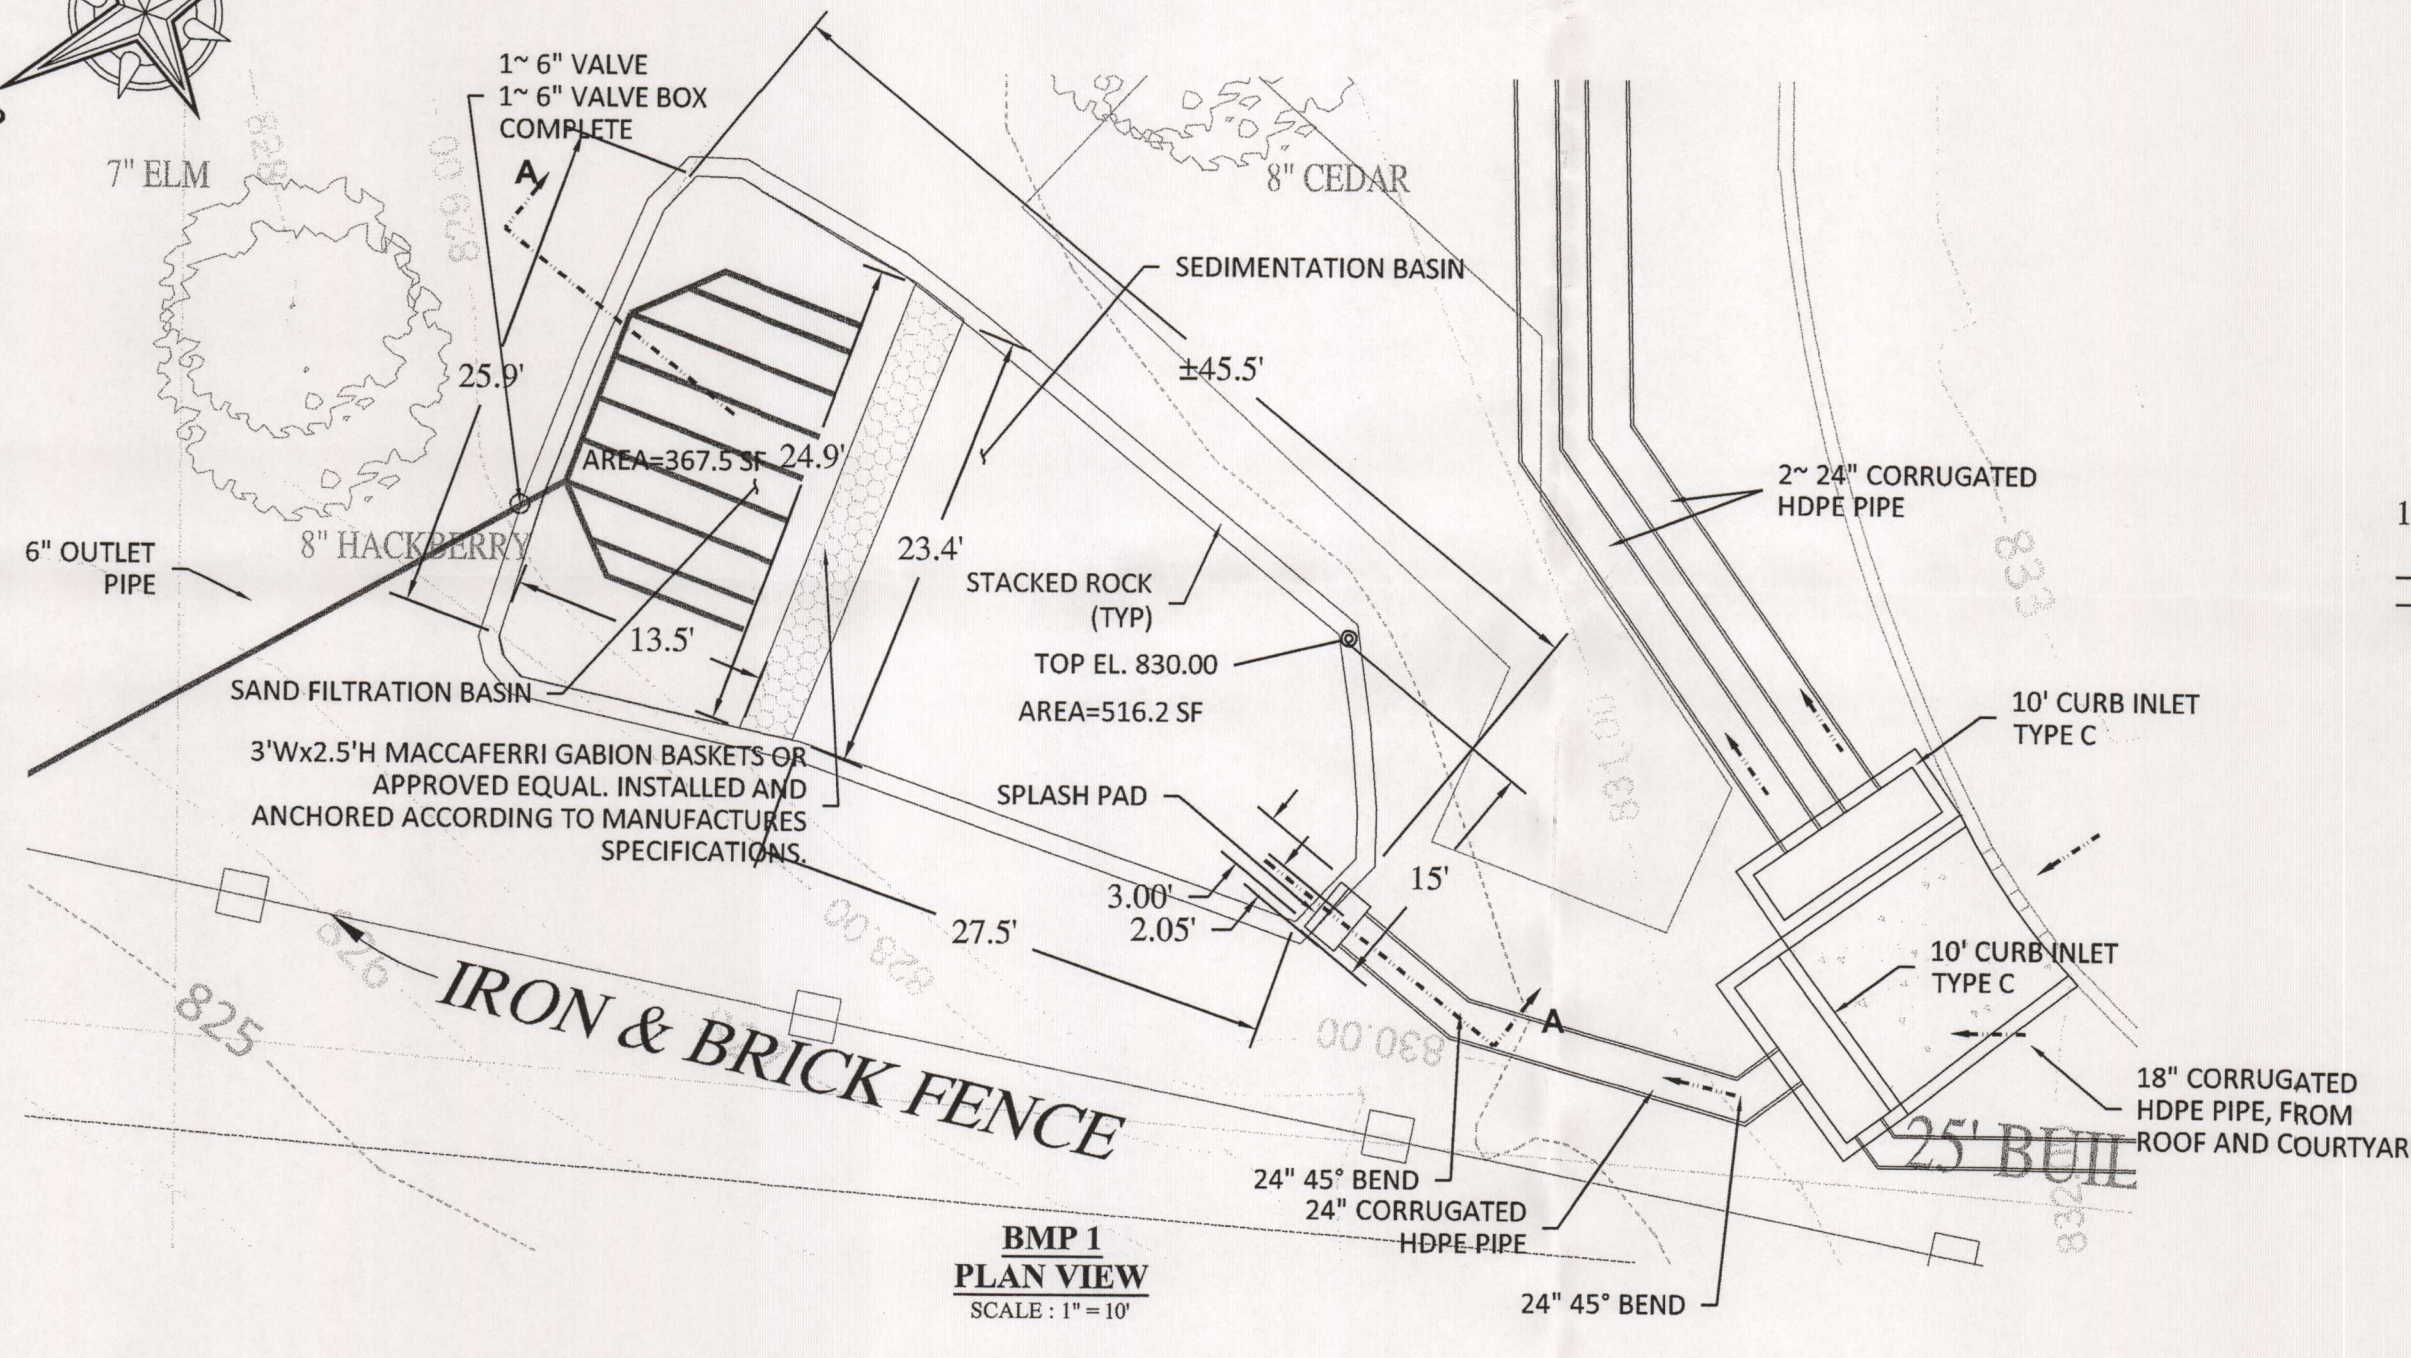 1~ 6" VALVE
1~ 6" VALVE BOX
COMPLETE
A
7" ELM
828
829.00
8" CEDAR
SEDIMENTATION BASIN
25.9'
±45.5'
AREA=367.5 SF
24.9'
2~ 24" CORRUGATED
HDPE PIPE
833
8" HACKBERRY
23.4'
6" OUTLET
PIPE
STACKED ROCK
(TYP)
13.5'
TOP EL. 830.00
SAND FILTRATION BASIN
AREA=516.2 SF
10' CURB INLET
TYPE C
831.00
3'Wx2.5'H MACCAFERRI GABION BASKETS OR
APPROVED EQUAL. INSTALLED AND
ANCHORED ACCORDING TO MANUFACTURES
SPECIFICATIONS.
SPLASH PAD
3.00'
15'
2.05'
27.5'
10' CURB INLET
TYPE C
826
825
IRON & BRICK FENCE
830.00
A
18" CORRUGATED
HDPE PIPE, FROM
ROOF AND COURTYAR
25' BUIL
24" 45° BEND
24" CORRUGATED
HDPE PIPE
24" 45° BEND
BMP 1
PLAN VIEW
SCALE : 1" = 10'